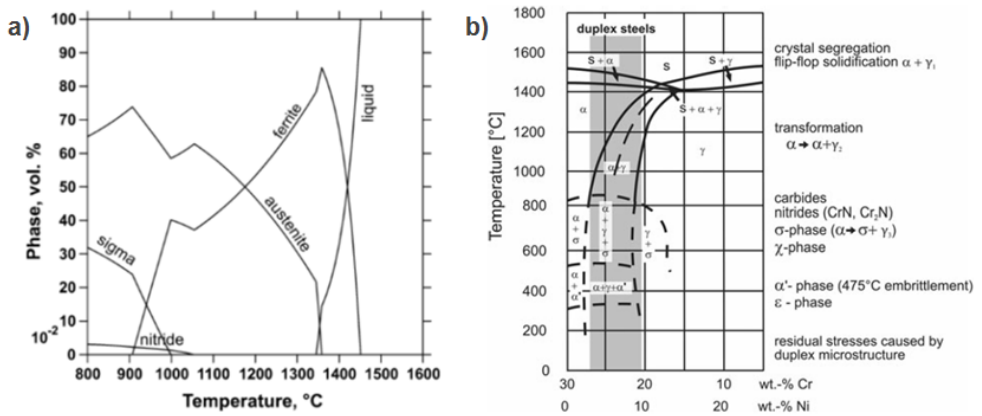 a)
Phase, vol. %
100
90
80
70
60
50
40
30
20
10
10⁻²
0
sigma
nitride
ferrite
austenite
liquid
800 900 1000 1100 1200 1300 1400 1500 1600
Temperature, °C
b)
Temperature [°C]
1800
1600
1400
1200
1000
800
600
400
200
0
duplex steels
S + α
S
S + γ
S + α + γ
α
γ
α+γ
α + σ
α + γ + σ
γ + σ
α + α'
α+γ+α'
30 20 10 wt.-% Cr
0 10 20 wt.-% Ni
crystal segregation
flip-flop solidification α + γ₁
transformation
α ➔ α+γ₂
carbides
nitrides (CrN, Cr₂N)
σ-phase (α➔σ+ γ₃)
χ-phase
α'- phase (475°C embrittlement)
ε - phase
residual stresses caused by
duplex microstructure